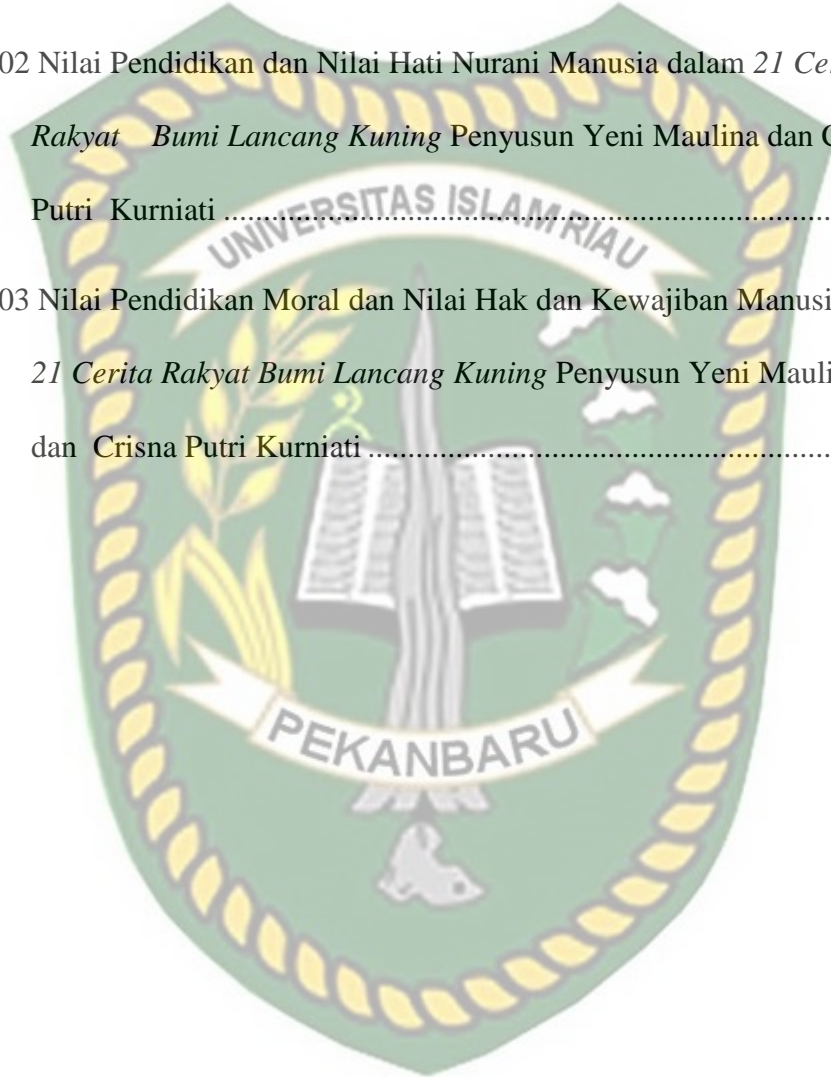 02 Nilai Pendidikan dan Nilai Hati Nurani Manusia dalam 21 Ce
Rakyat Bumi Lancang Kuning Penyusun Yeni Maulina dan C
Putri Kurniati ............................................................................
UNIVERSITAS ISLAM RIAU
03 Nilai Pendidikan Moral dan Nilai Hak dan Kewajiban Manusi
21 Cerita Rakyat Bumi Lancang Kuning Penyusun Yeni Mauli
dan Crisna Putri Kurniati ..........................................................
PEKANBARU